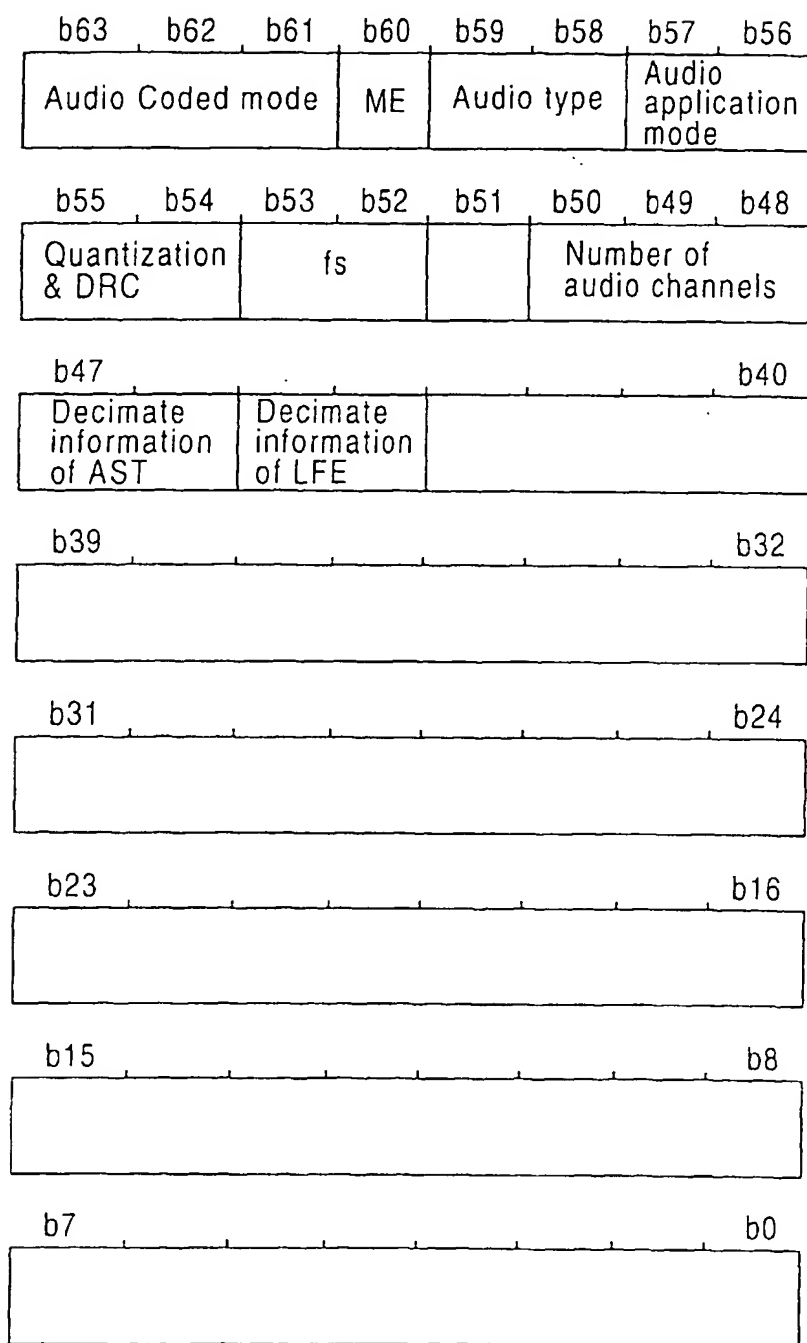 b63 b62 b61 b60 b59 b58 b57 b56
Audio Coded mode ME Audio type Audio
application
mode
b55 b54 b53 b52 b51 b50 b49 b48
Quantization
& DRC fs Number of
audio channels
b47 b40
Decimate
information
of AST
Decimate
information
of LFE
b39 b32
b31 b24
b23 b16
b15 b8
b7 b0